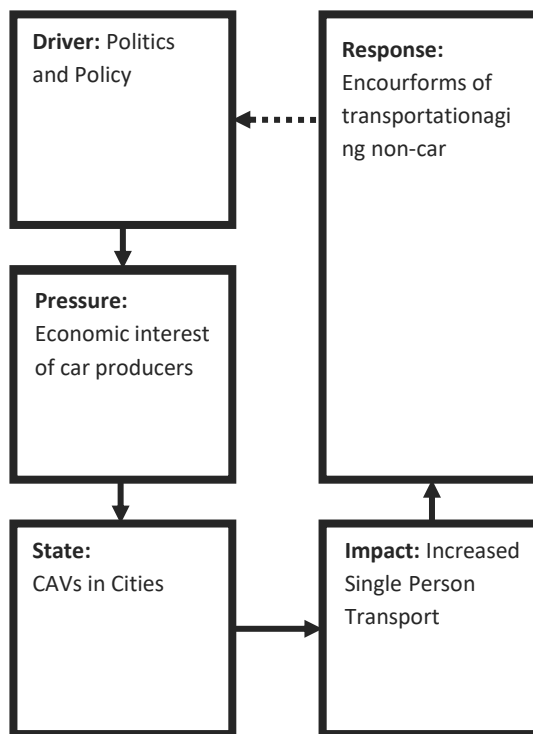 Driver: Politics
and Policy
Pressure:
Economic interest
of car producers
State:
CAVs in Cities
Impact: Increased
Single Person
Transport
Response:
Encourforms of
transportationagi
ng non-car